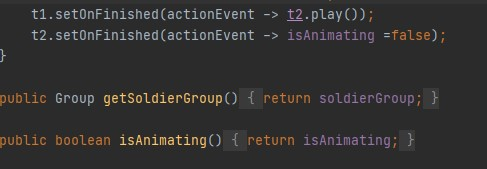 t1.setOnFinished(actionEvent -> t2.play());
t2.setOnFinished(actionEvent -> isAnimating =false);
}
public Group getSoldierGroup() { return soldierGroup; }
public boolean isAnimating() { return isAnimating; }